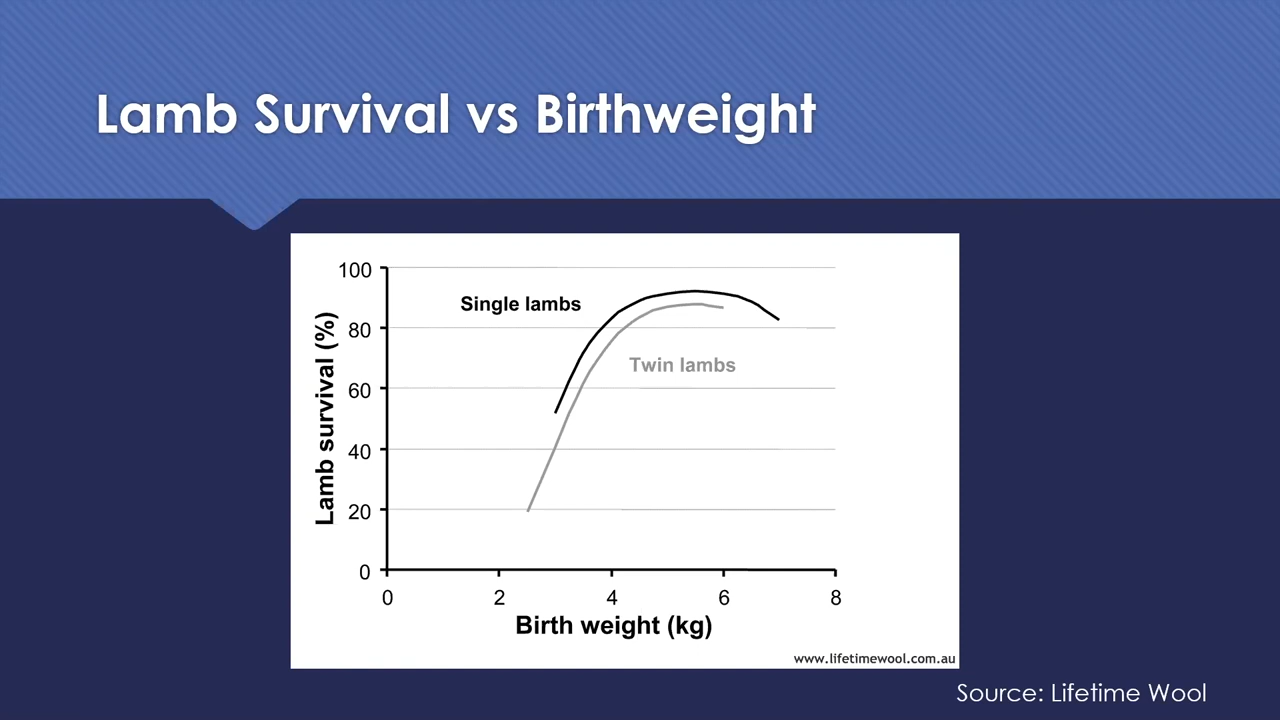 Lamb Survival vs Birthweight
100
80
60
40
20
0
Lamb survival (%)
Single lambs
Twin lambs
0 2 4 6 8
Birth weight (kg)
www.lifetimewool.com.au
Source: Lifetime Wool